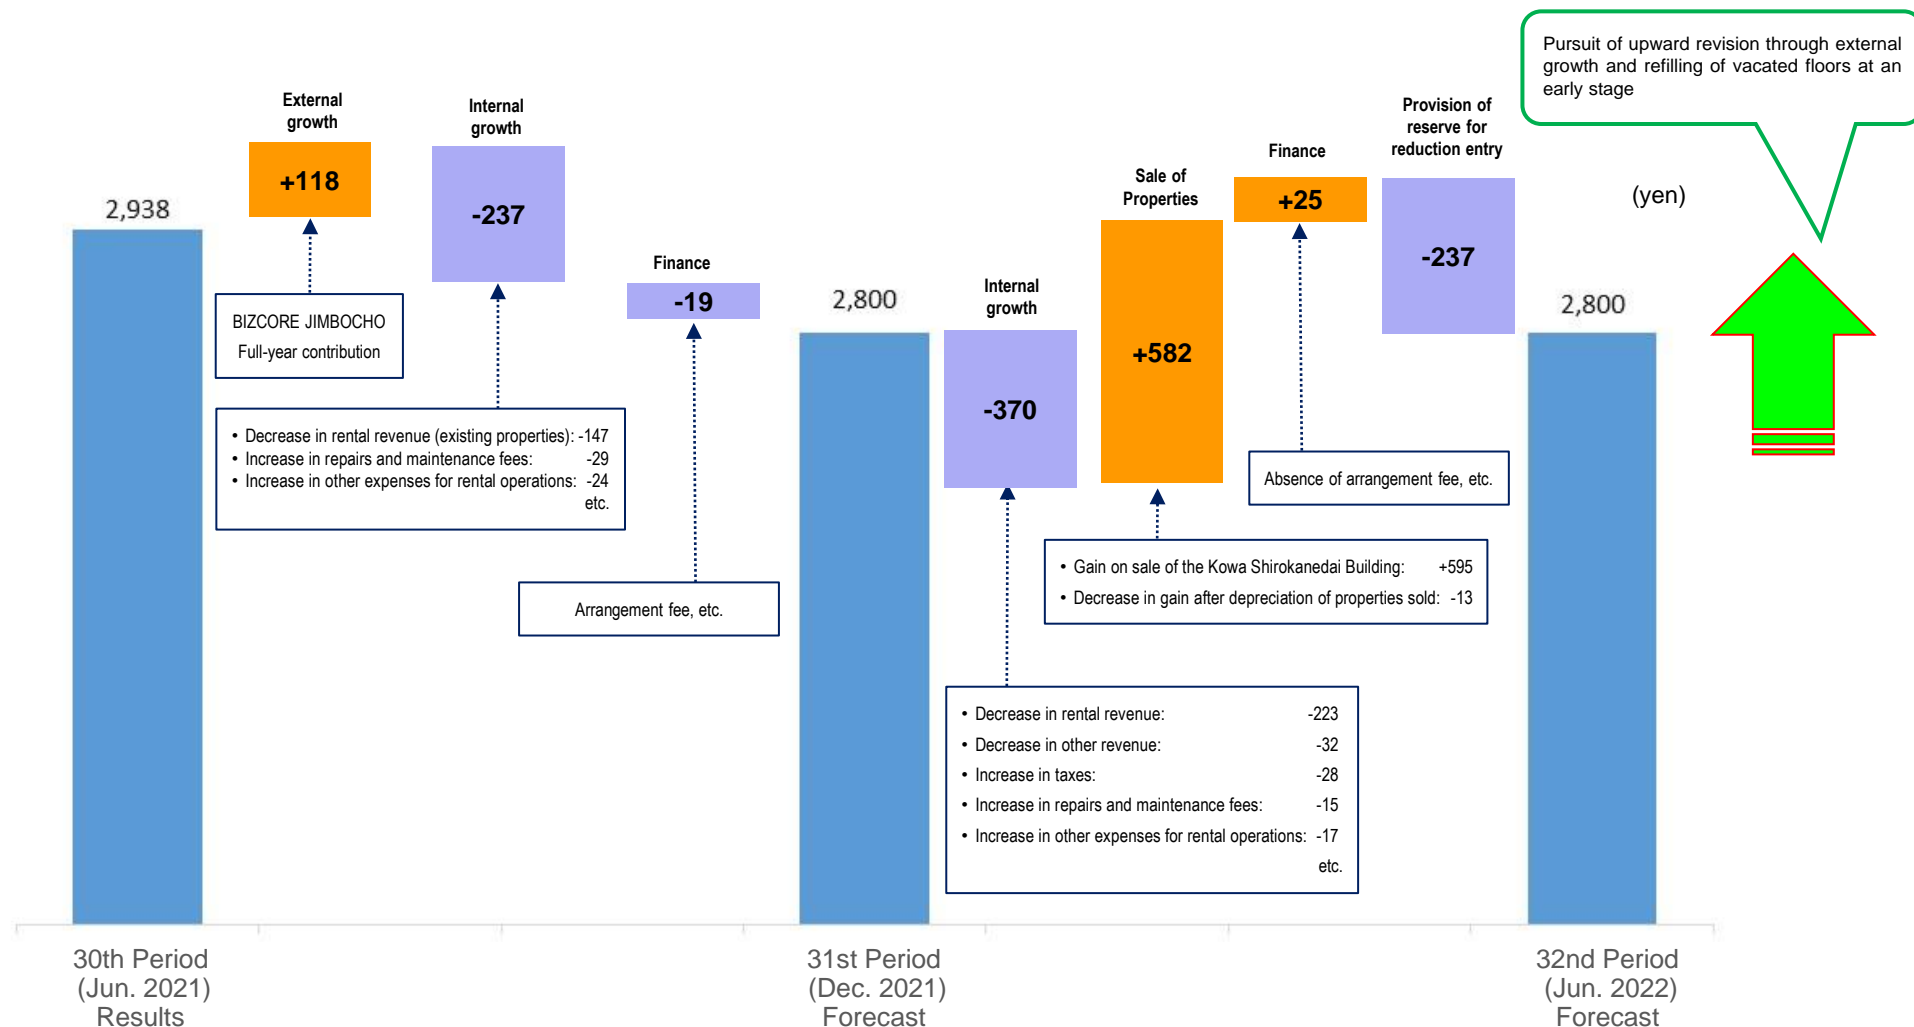 Pursuit of upward revision through external
growth and refilling of vacated floors at an
early stage
(yen)
2,938
External
growth
+118
BIZCORE JIMBOCHO
Full-year contribution
Internal
growth
-237
• Decrease in rental revenue (existing properties): -147
• Increase in repairs and maintenance fees: -29
• Increase in other expenses for rental operations: -24
etc.
Finance
-19
Arrangement fee, etc.
2,800
Internal
growth
-370
• Decrease in rental revenue: -223
• Decrease in other revenue: -32
• Increase in taxes: -28
• Increase in repairs and maintenance fees: -15
• Increase in other expenses for rental operations: -17
etc.
Sale of
Properties
+582
• Gain on sale of the Kowa Shirokanedai Building: +595
• Decrease in gain after depreciation of properties sold: -13
Finance
+25
Absence of arrangement fee, etc.
Provision of
reserve for
reduction entry
-237
2,800
30th Period
(Jun. 2021)
Results
31st Period
(Dec. 2021)
Forecast
32nd Period
(Jun. 2022)
Forecast